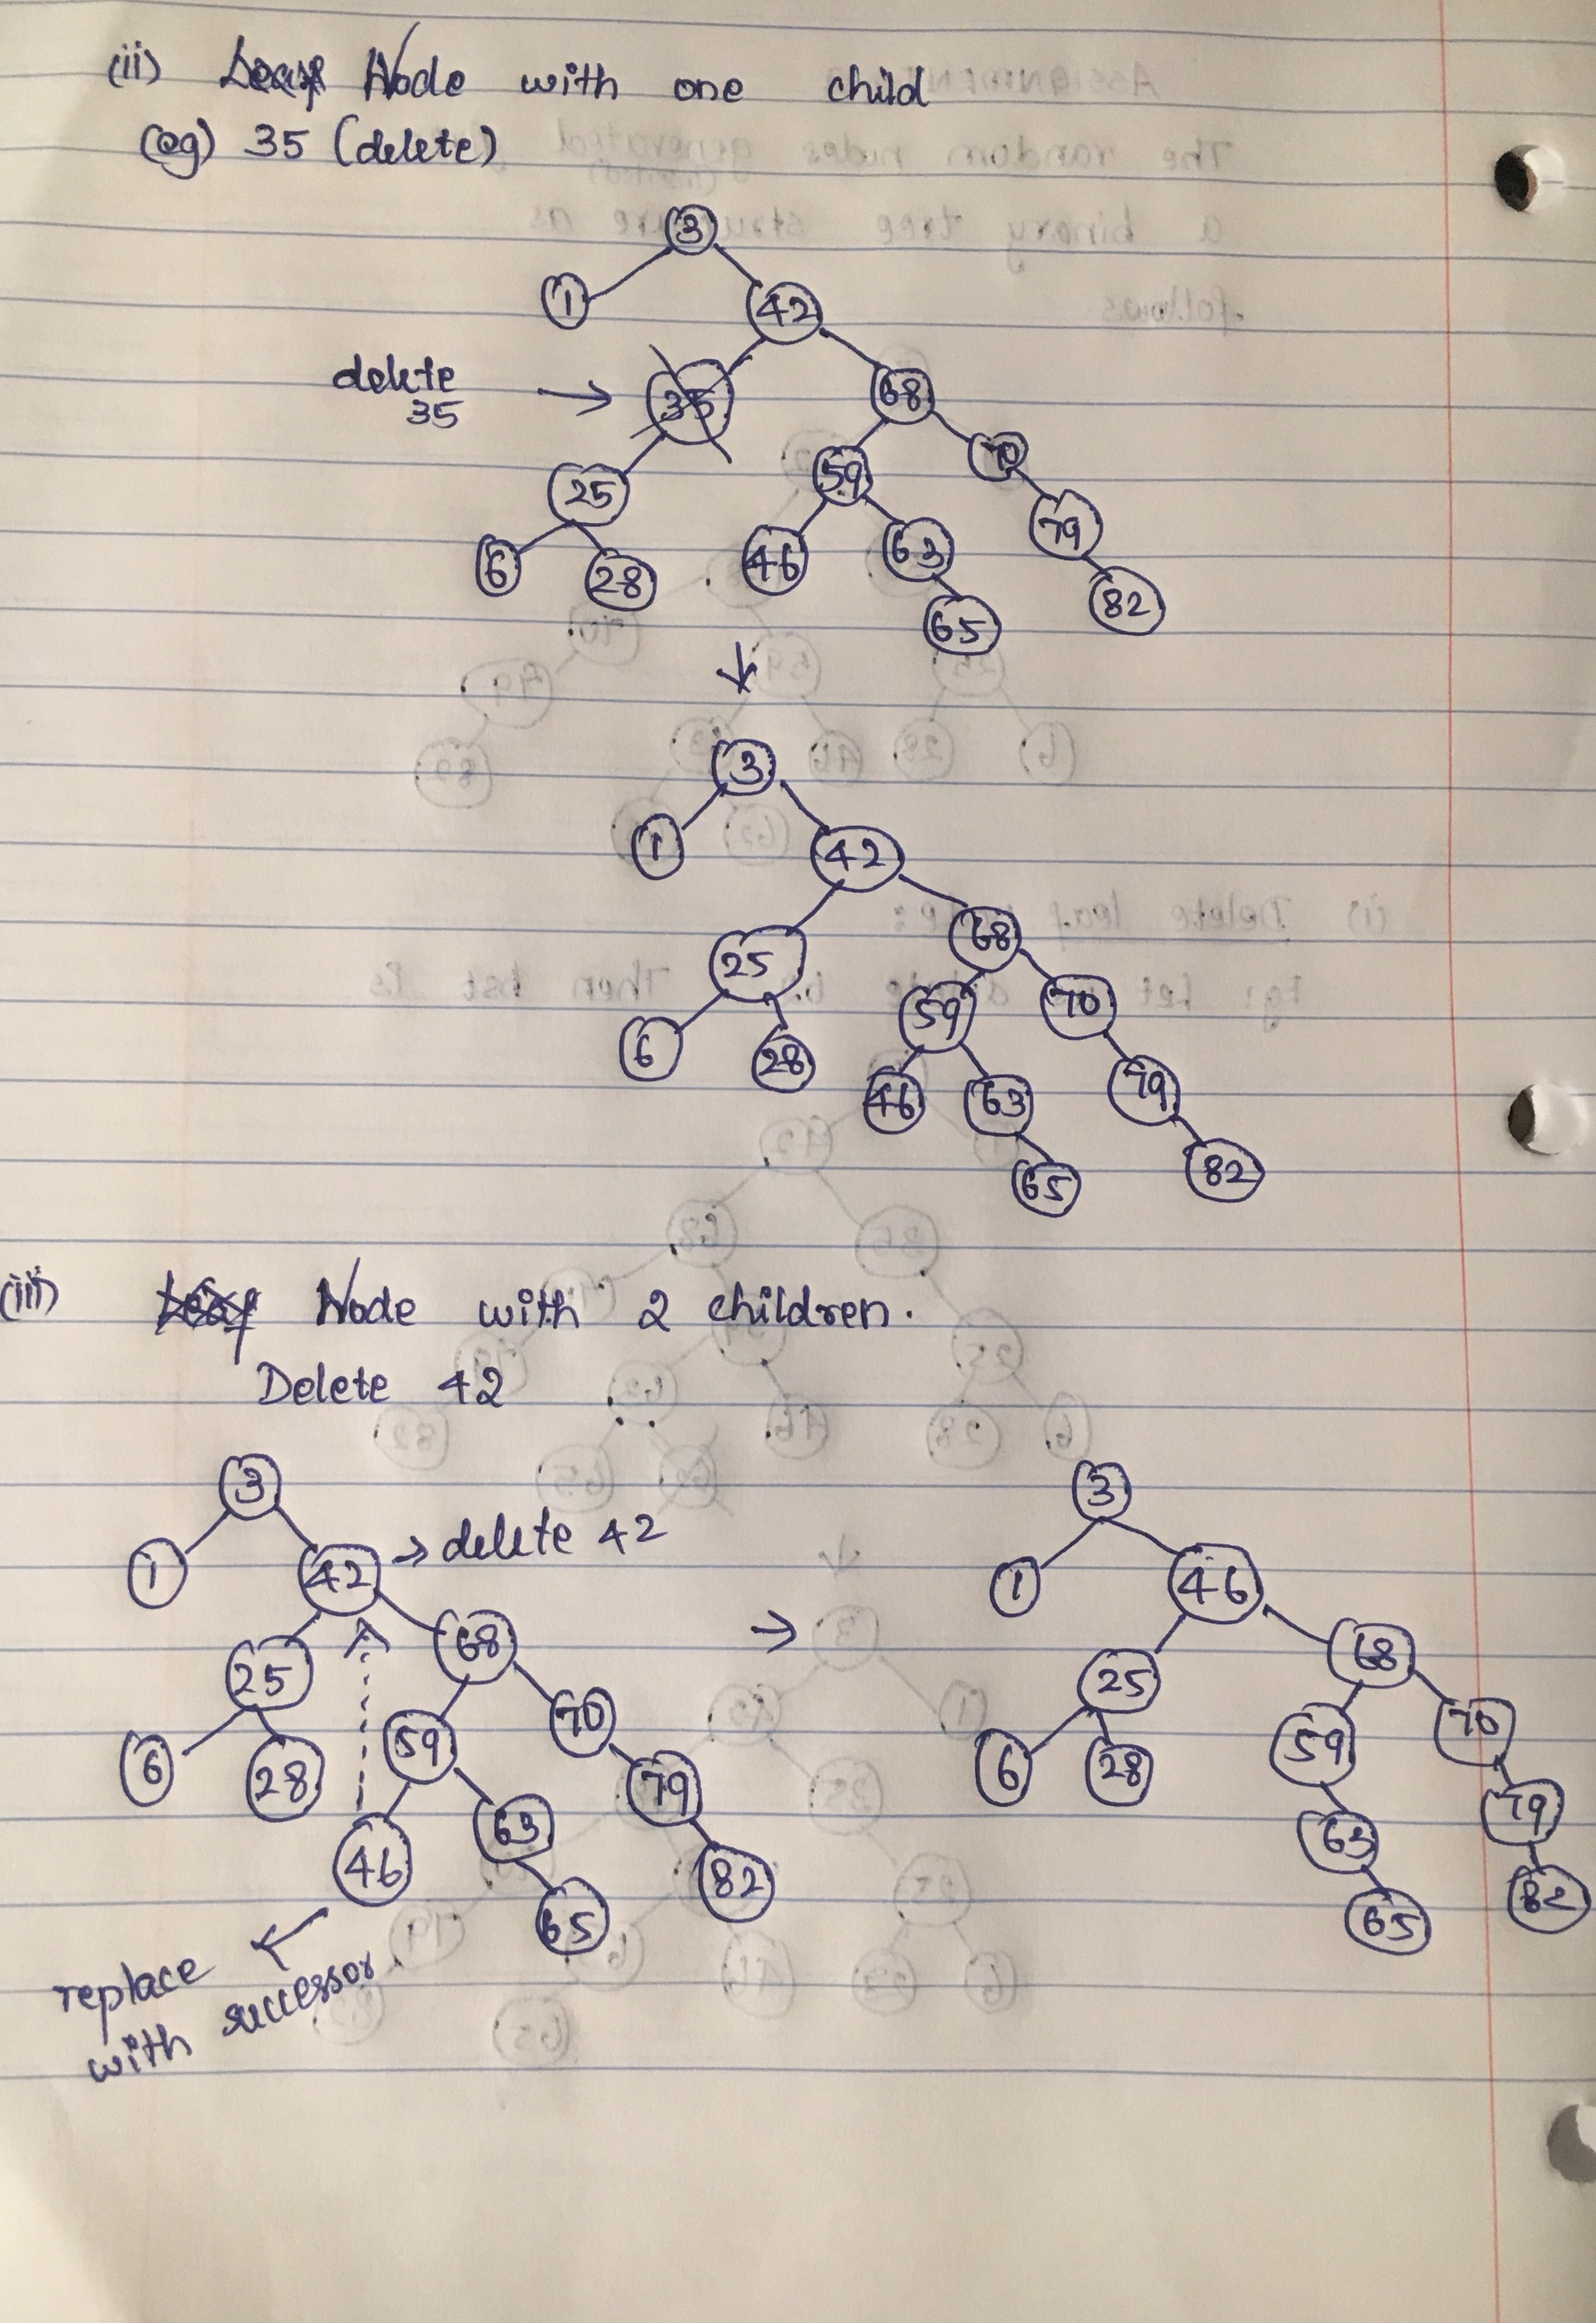 (ii) Node with one child
(eg) 35 (delete)
3
1 42
delete 35 → 35 68
25 59 70
6 28 46 63 79
65 82
↓
3
1 42
25 68
6 28 59 70
46 63 79
65 82
(iii) Leaf Node with 2 children.
Delete 42
3
1 42 → delete 42
25 68
6 28 59 70
46 63 79
65 82
replace
with successor
→
3
1 46
25 68
6 28 59 70
63 79
65 82